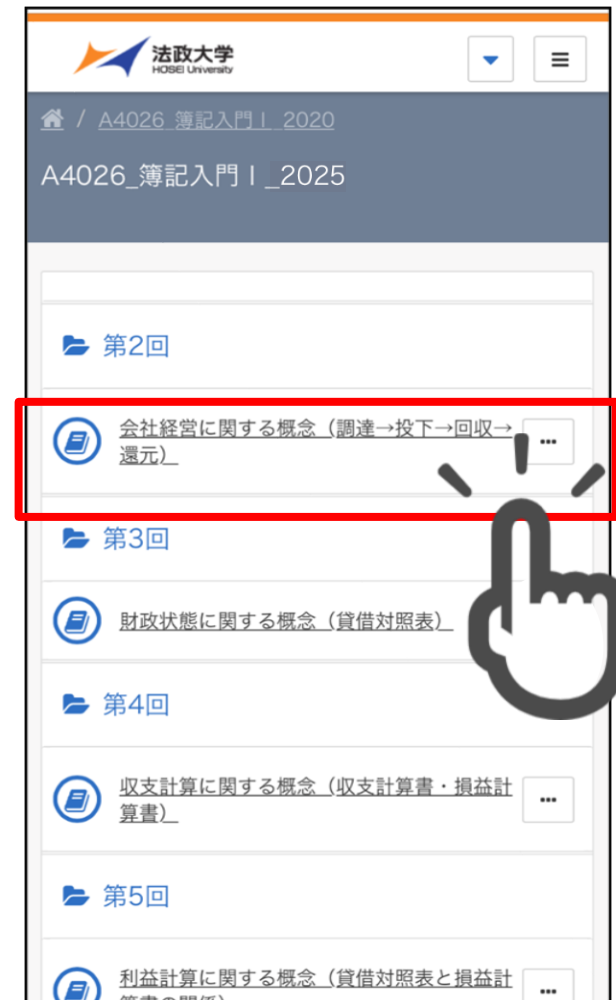 法政大学
HOSEI University
/ A4026_簿記入門Ⅰ_2020
A4026_簿記入門Ⅰ_2025
第2回
会社経営に関する概念（調達→投下→回収→
還元）
第3回
財政状態に関する概念（貸借対照表）
第4回
収支計算に関する概念（収支計算書・損益計
算書）
第5回
利益計算に関する概念（貸借対照表と損益計